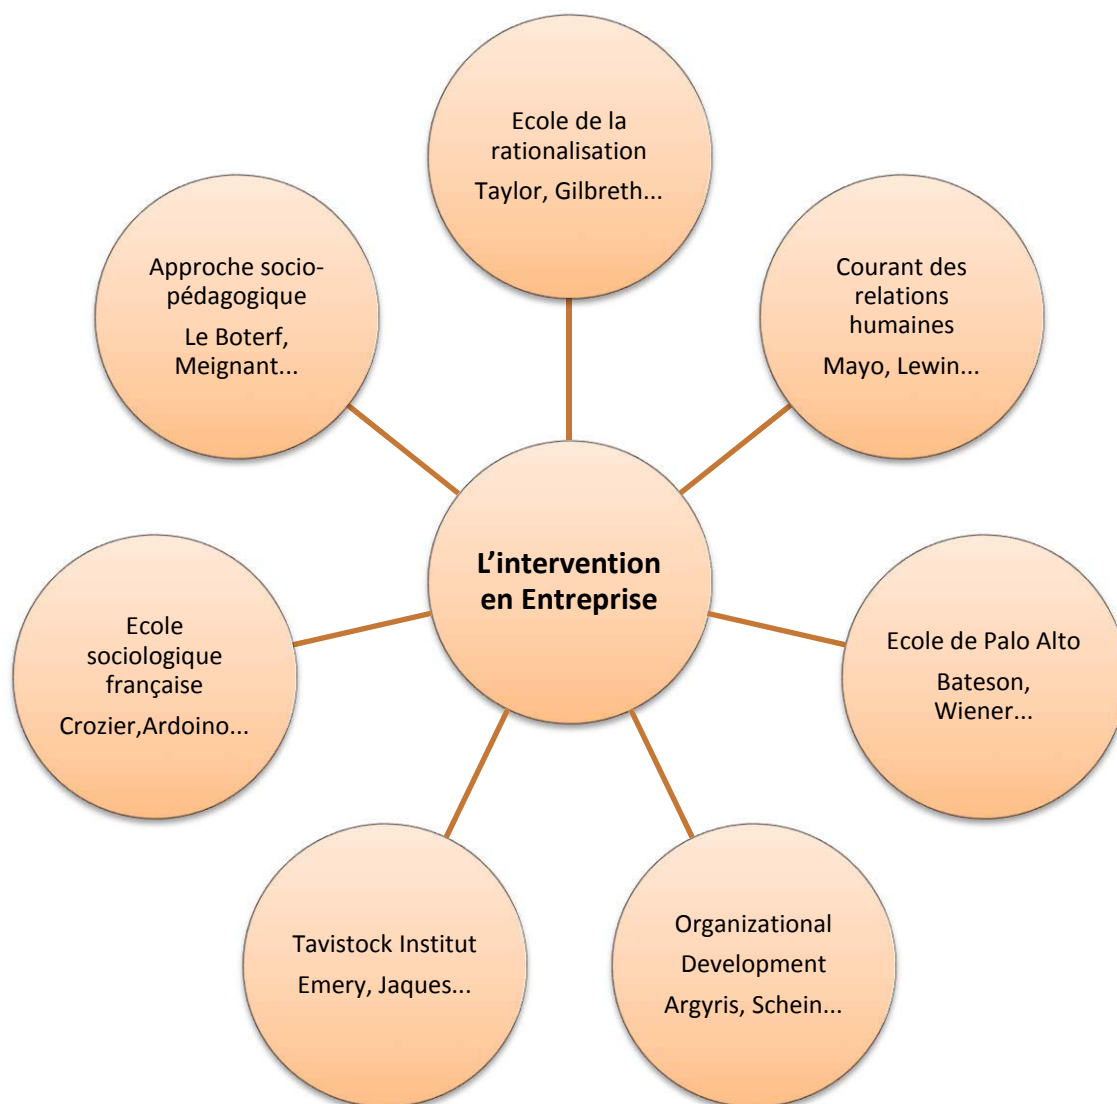 Ecole de la
rationalisation
Taylor, Gilbreth...
Approche socio-
pédagogique
Le Boterf,
Meignant...
Courant des
relations
humaines
Mayo, Lewin...
L’intervention
en Entreprise
Ecole
sociologique
française
Crozier,Ardoino...
Ecole de Palo Alto
Bateson,
Wiener...
Tavistock Institut
Emery, Jaques...
Organizational
Development
Argyris, Schein...